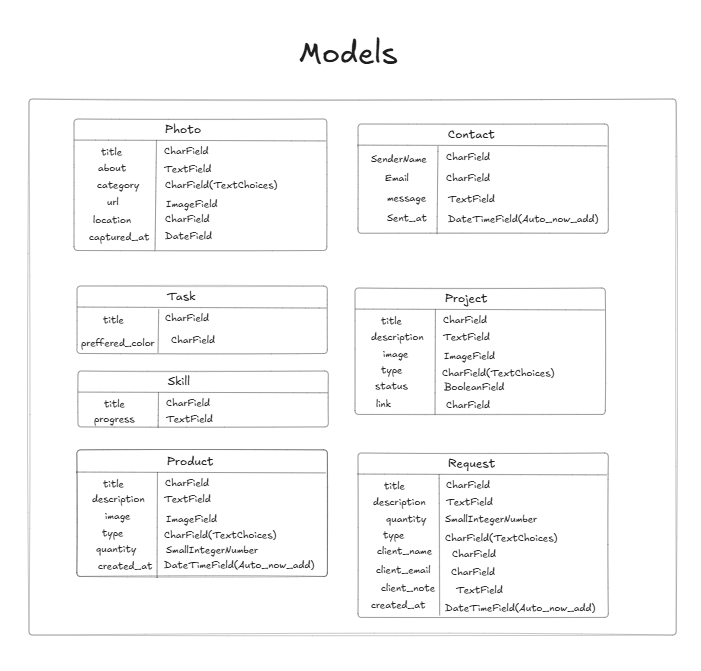 Models
Photo
title CharField
about TextField
category CharField(TextChoices)
url ImageField
location CharField
captured_at DateField
Contact
SenderName CharField
Email CharField
message TextField
Sent_at DateTimeField(Auto_now_add)
Task
title CharField
preffered_color CharField
Skill
title CharField
progress TextField
Project
title CharField
description TextField
image ImageField
type CharField(TextChoices)
status BooleanField
link CharField
Product
title CharField
description TextField
image ImageField
type CharField(TextChoices)
quantity SmallIntegerNumber
created_at DateTimeField(Auto_now_add)
Request
title CharField
description TextField
quantity SmallIntegerNumber
type CharField(TextChoices)
client_name CharField
client_email CharField
client_note TextField
created_at DateTimeField(Auto_now_add)